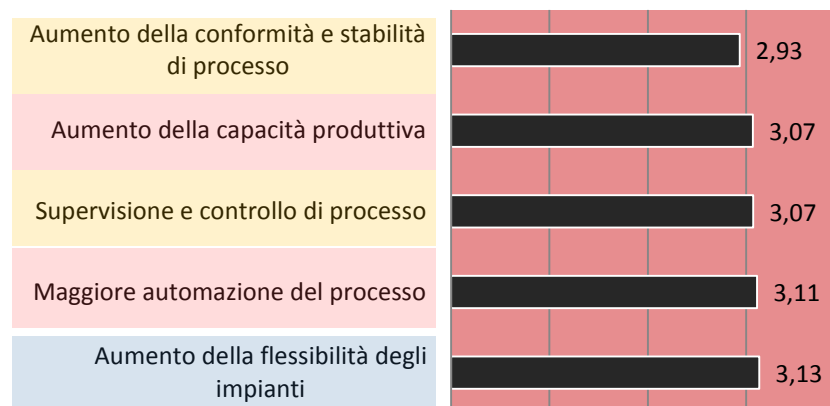 Aumento della conformità e stabilità
di processo
2,93
Aumento della capacità produttiva
3,07
Supervisione e controllo di processo
3,07
Maggiore automazione del processo
3,11
Aumento della flessibilità degli
impianti
3,13